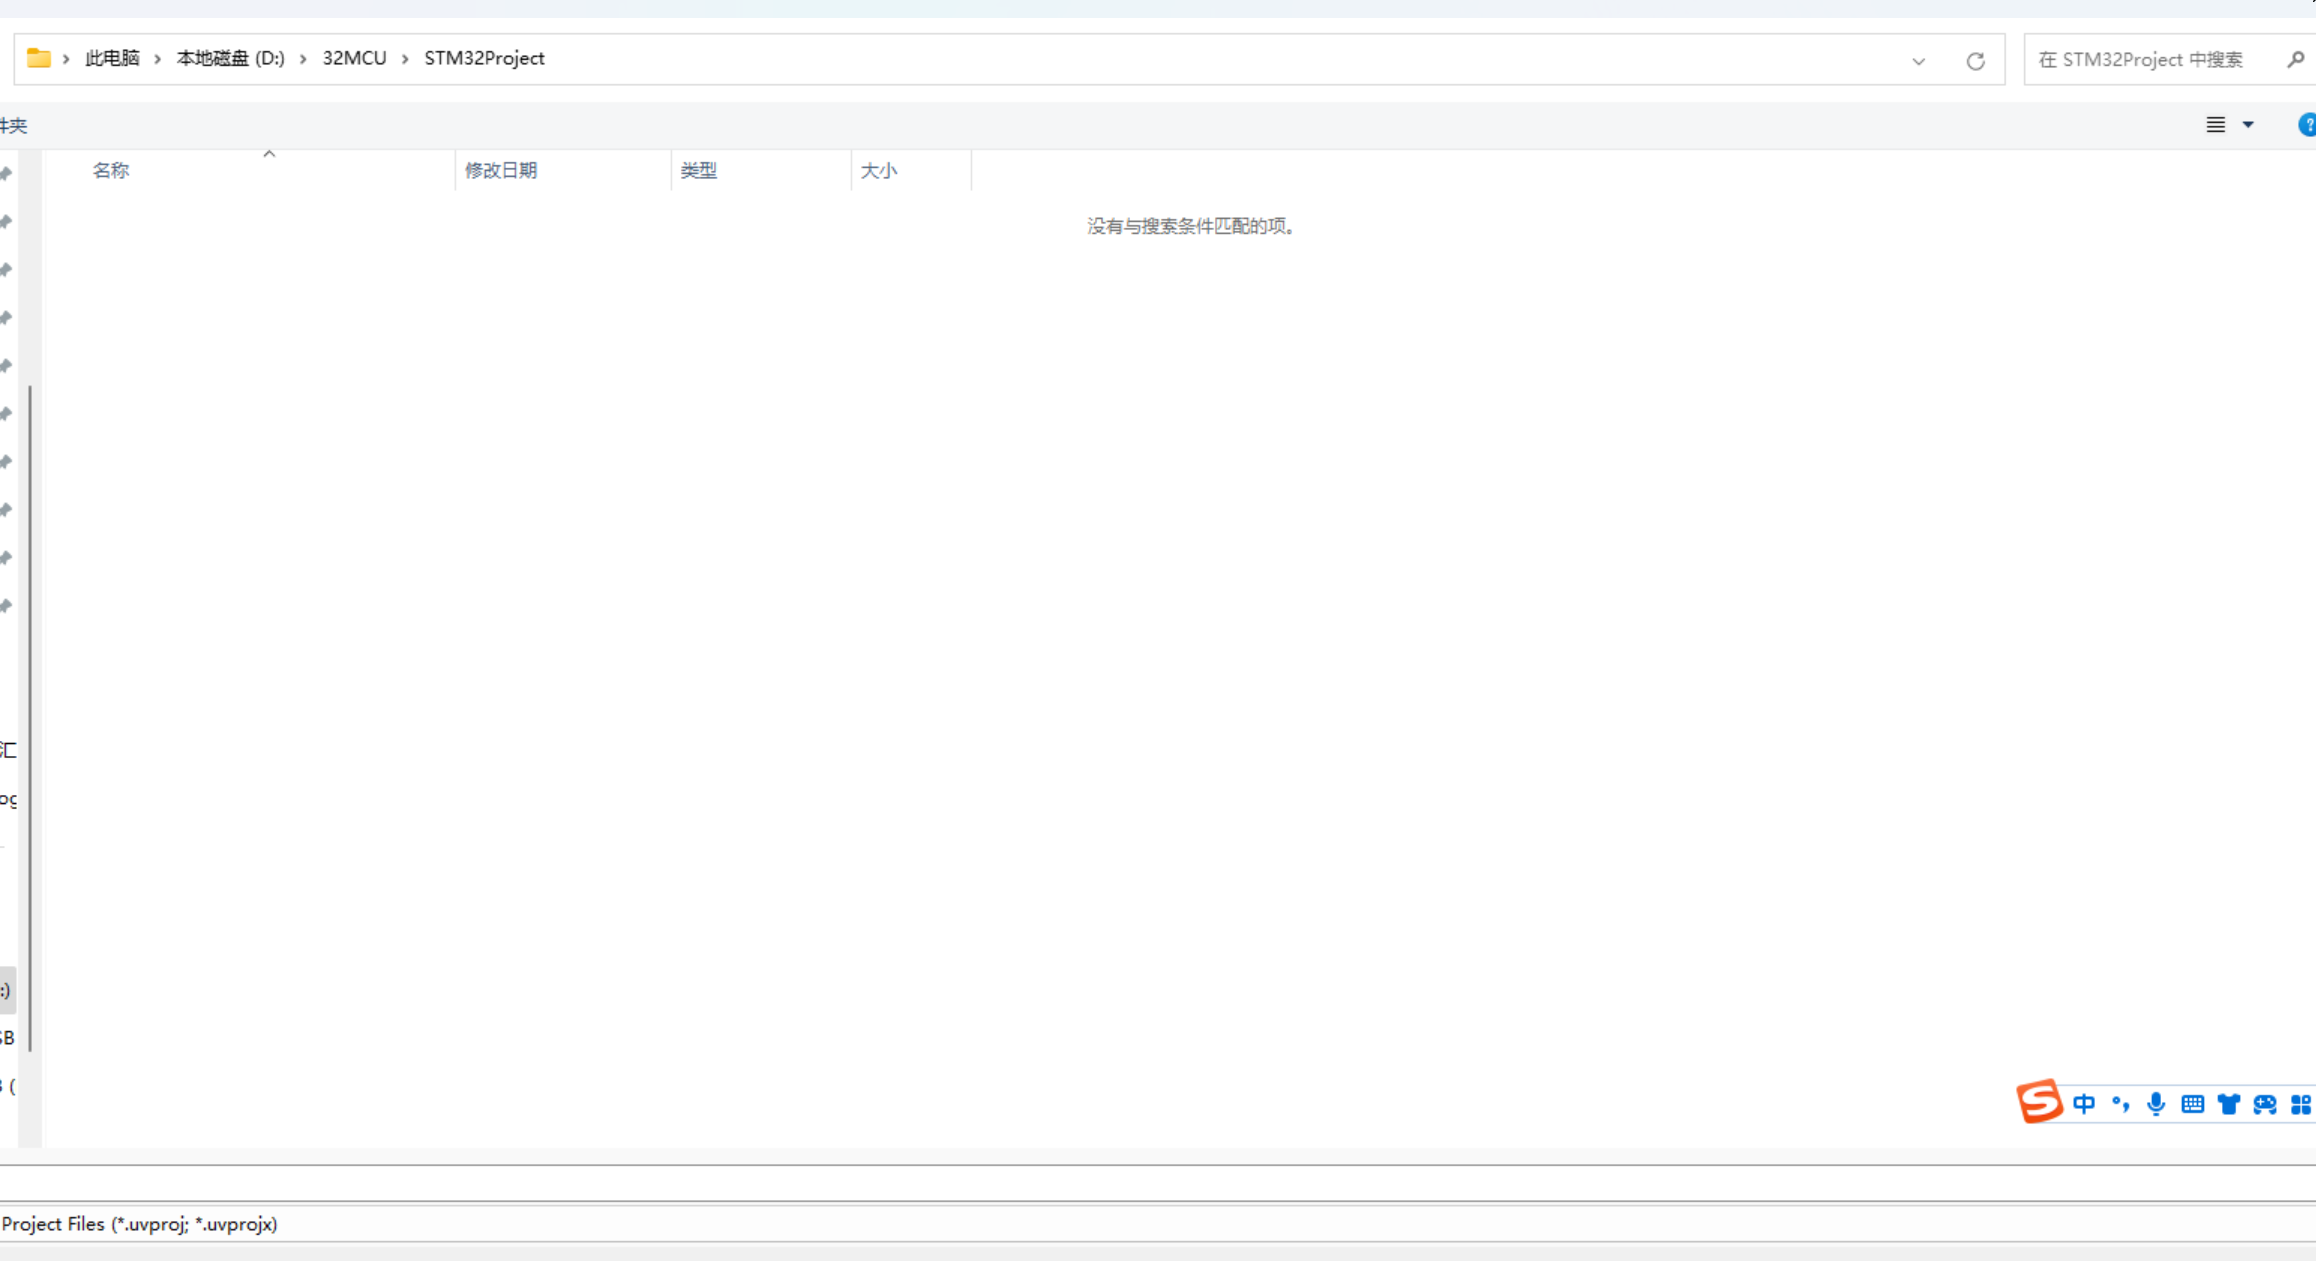 此电脑 > 本地磁盘 (D:) > 32MCU > STM32Project
在 STM32Project 中搜索
件夹
名称 修改日期 类型 大小
没有与搜索条件匹配的项。
汇
og
:)
SB
(
中
Project Files (*.uvproj; *.uvprojx)